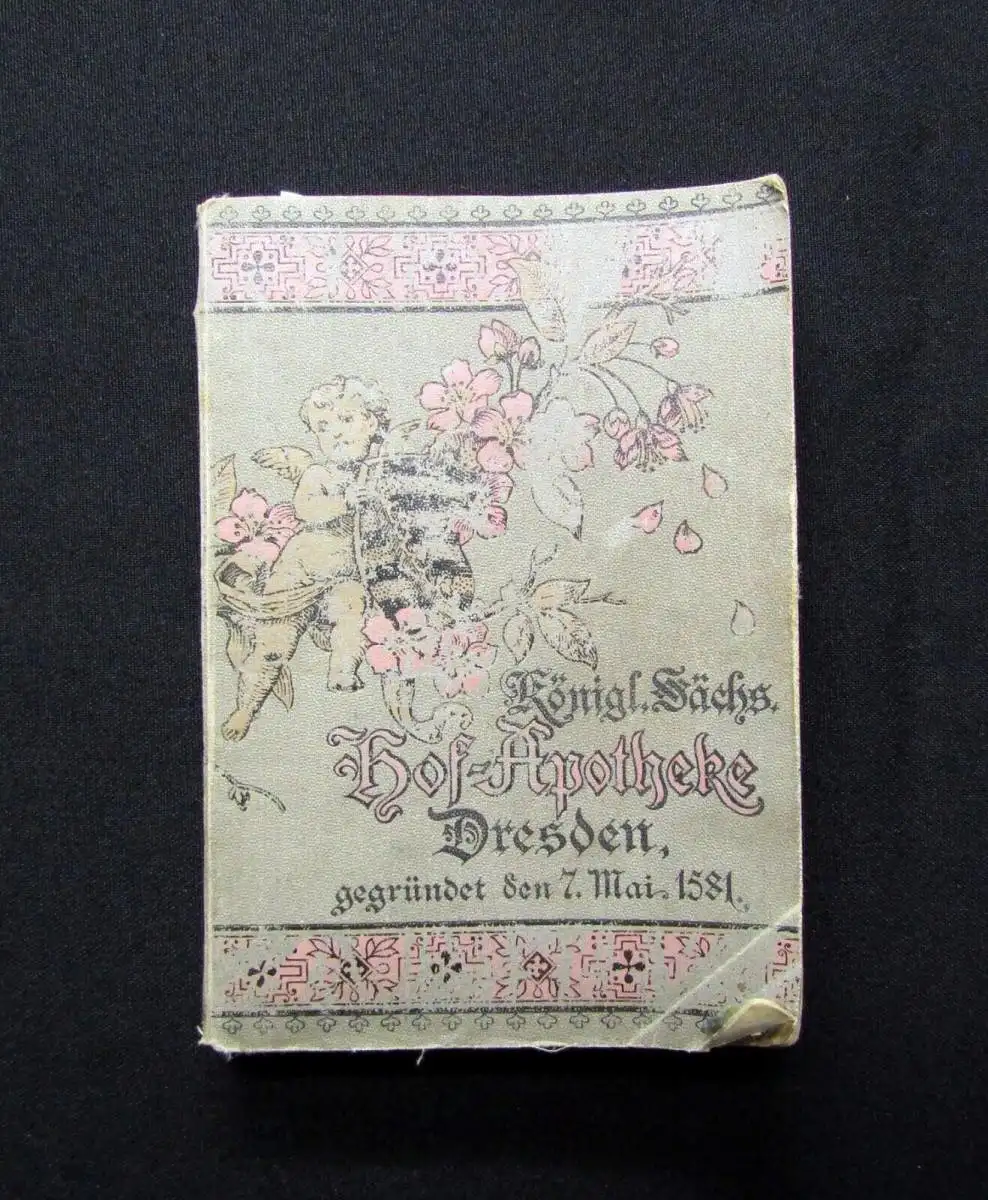 Königl. Sächs.
Hof-Apotheke
Dresden,
gegründet den 7. Mai 1581.